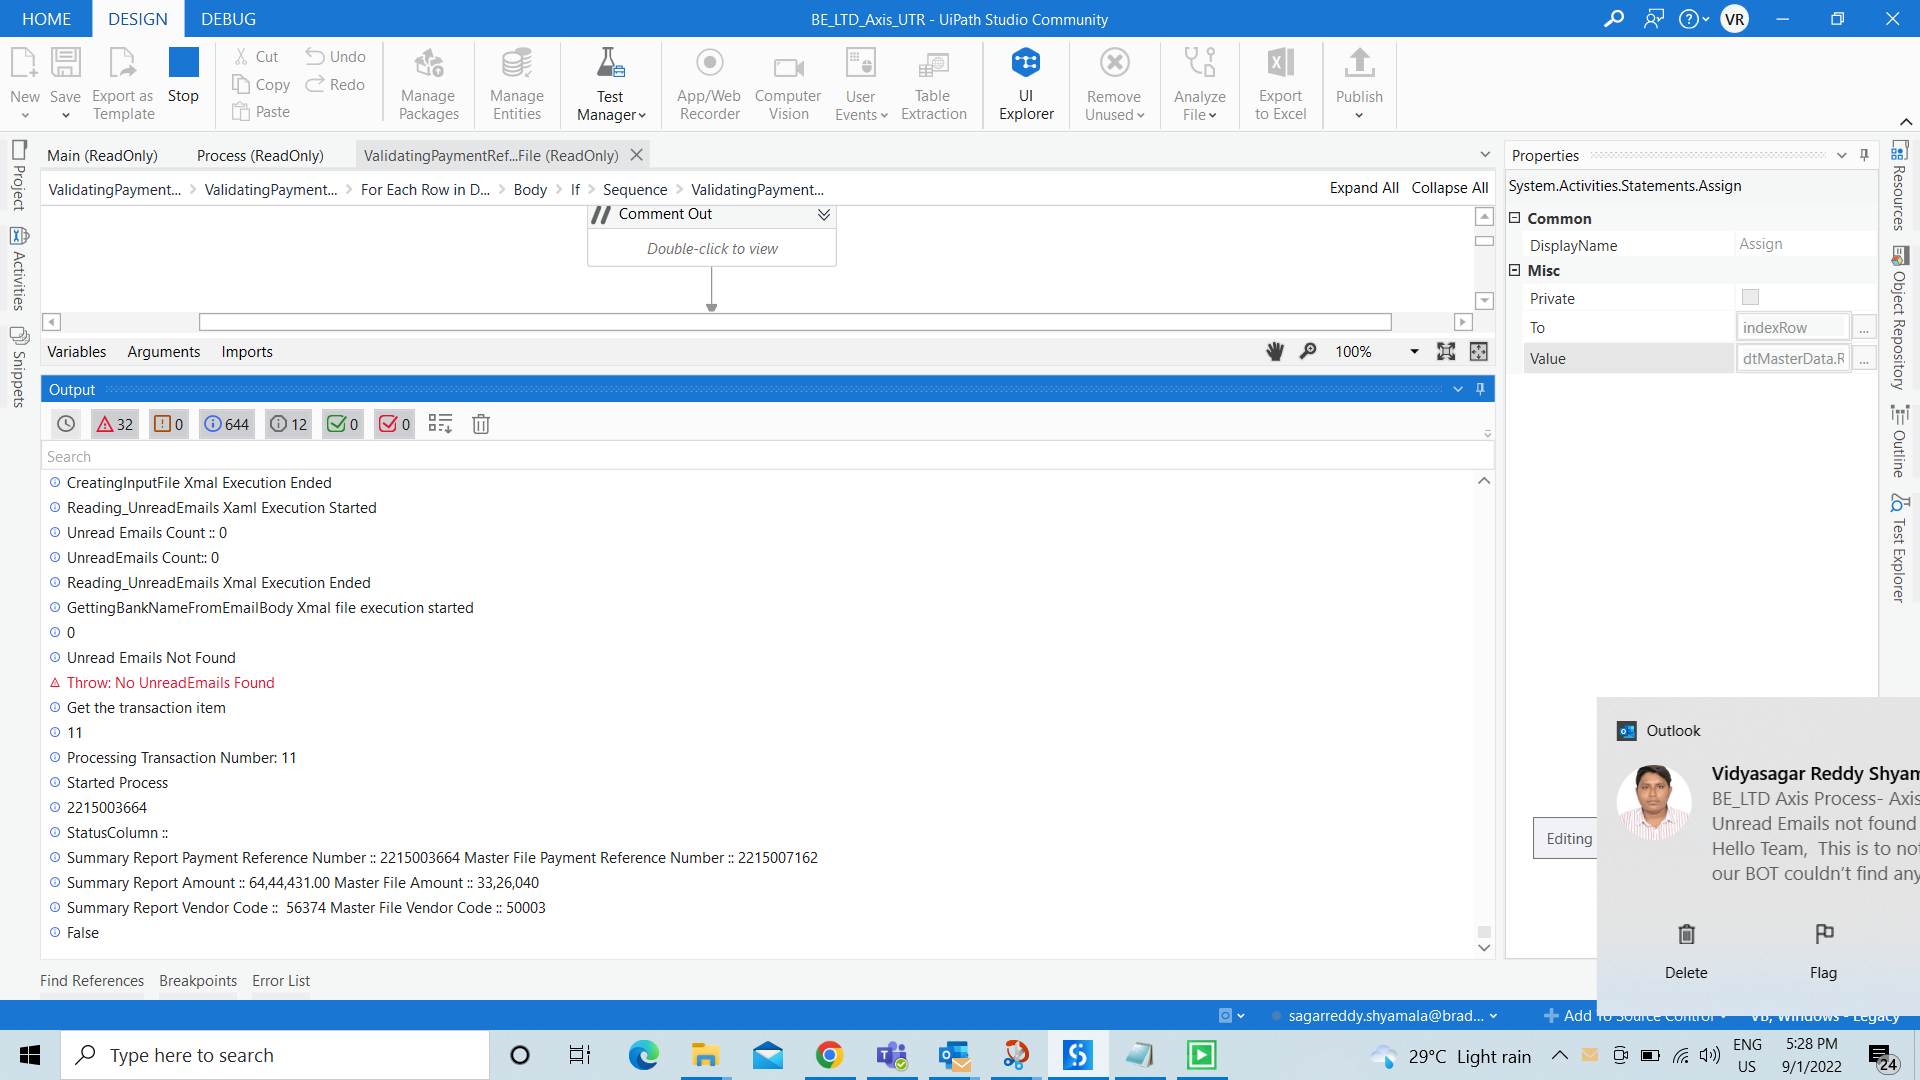 HOME DESIGN DEBUG BE_LTD_Axis_UTR - UiPath Studio Community VR
New Save Export as Template Stop Cut Copy Paste Undo Redo Manage Packages Manage Entities Test Manager App/Web Recorder Computer Vision User Events Table Extraction UI Explorer Remove Unused Analyze File Export to Excel Publish
Main (ReadOnly) Process (ReadOnly) ValidatingPaymentRef...File (ReadOnly)
ValidatingPayment... ValidatingPayment... For Each Row in D... Body If Sequence ValidatingPayment... Expand All Collapse All
Project
Activities
Snippets
// Comment Out
Double-click to view
Variables Arguments Imports 100%
Output
32 0 644 12 0 0
Search
CreatingInputFile Xmal Execution Ended
Reading_UnreadEmails Xaml Execution Started
Unread Emails Count :: 0
UnreadEmails Count:: 0
Reading_UnreadEmails Xmal Execution Ended
GettingBankNameFromEmailBody Xmal file execution started
0
Unread Emails Not Found
Throw: No UnreadEmails Found
Get the transaction item
11
Processing Transaction Number: 11
Started Process
2215003664
StatusColumn ::
Summary Report Payment Reference Number :: 2215003664 Master File Payment Reference Number :: 2215007162
Summary Report Amount :: 64,44,431.00 Master File Amount :: 33,26,040
Summary Report Vendor Code ::  56374 Master File Vendor Code :: 50003
False
Find References Breakpoints Error List
Properties
System.Activities.Statements.Assign
Common
DisplayName Assign
Misc
Private
To indexRow ...
Value dtMasterData.R ...
Resources
Object Repository
Outline
Test Explorer
Editing
Outlook
Vidyasagar Reddy Shyam
BE_LTD Axis Process- Axis
Unread Emails not found
Hello Team, This is to not
our BOT couldn't find any
Delete Flag
sagarreddy.shyamala@brad... Add To Source Control VB, Windows - Legacy
Type here to search 29°C Light rain ENG US 5:28 PM 9/1/2022 24